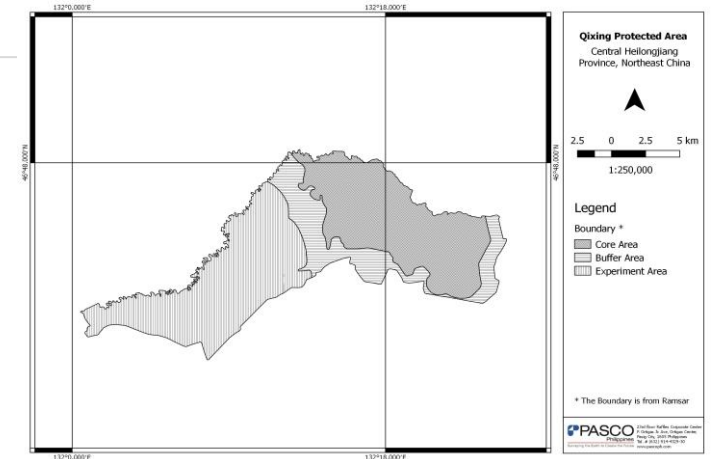 132°0.000'E
132°18.000'E
46°48.000'N
46°48.000'N
132°0.000'E
132°18.000'E
Qixing Protected Area
Central Heilongjiang
Province, Northeast China
2.5 0 2.5 5 km
1:250,000
Legend
Boundary *
Core Area
Buffer Area
Experiment Area
* The Boundary is from Ramsar
PASCO
Philippines